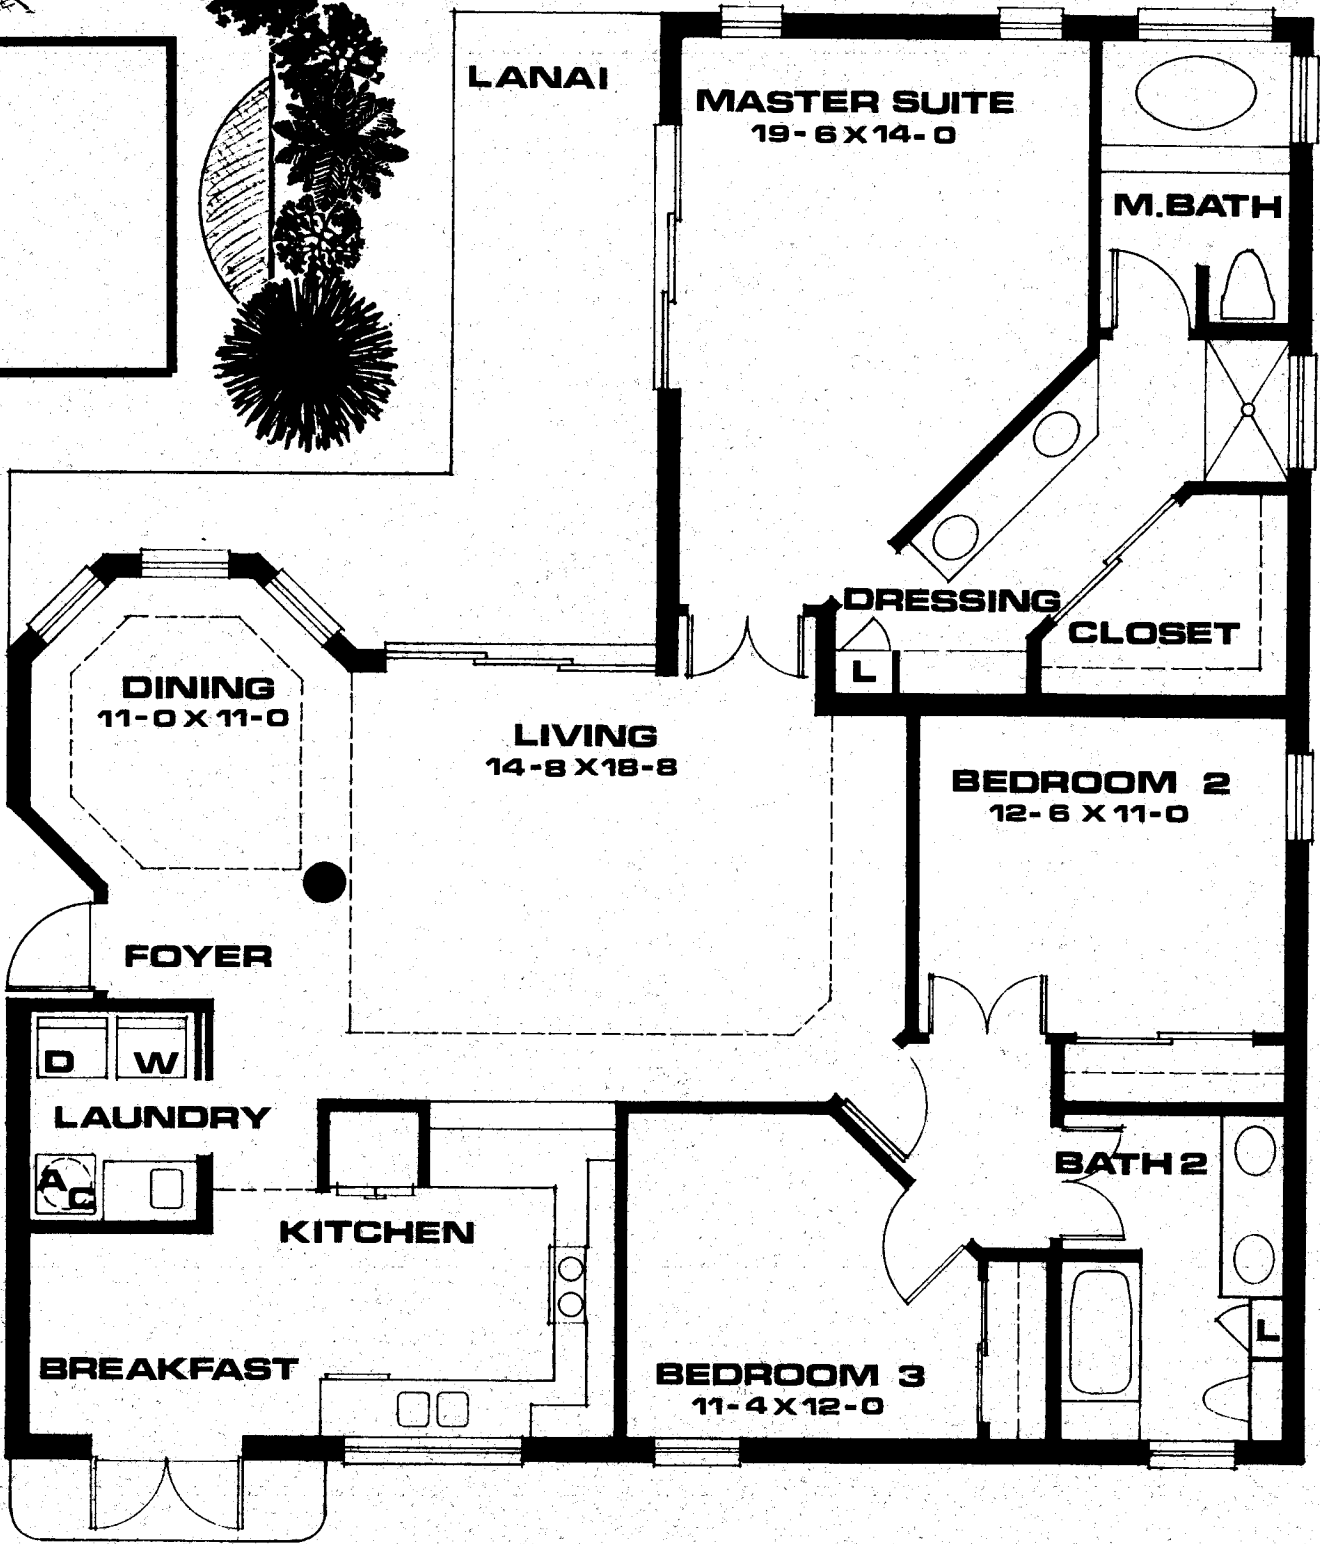 LANAI
MASTER SUITE
19-6 X 14-0
M.BATH
DRESSING
CLOSET
L
DINING
11-0 X 11-0
LIVING
14-8 X 18-8
BEDROOM 2
12-6 X 11-0
FOYER
D W
LAUNDRY
AC
BATH 2
KITCHEN
L
BREAKFAST
BEDROOM 3
11-4 X 12-0